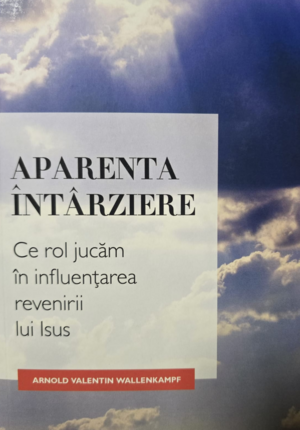 APARENTA
ÎNTÂRZIERE
Ce rol jucăm
în influenţarea
revenirii
lui Isus
ARNOLD VALENTIN WALLENKAMPF